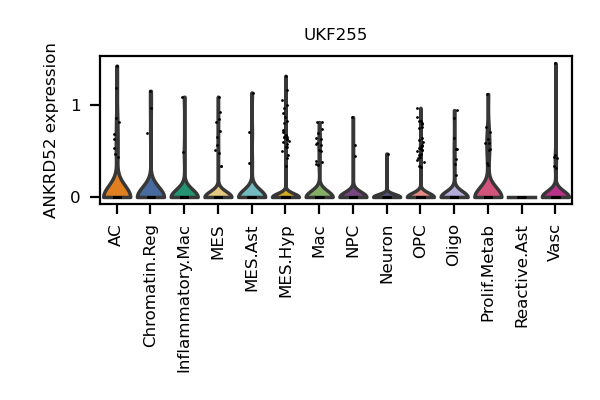 UKF255
ANKRD52 expression
1
0
AC
Chromatin.Reg
Inflammatory.Mac
MES
MES.Ast
MES.Hyp
Mac
NPC
Neuron
OPC
Oligo
Prolif.Metab
Reactive.Ast
Vasc